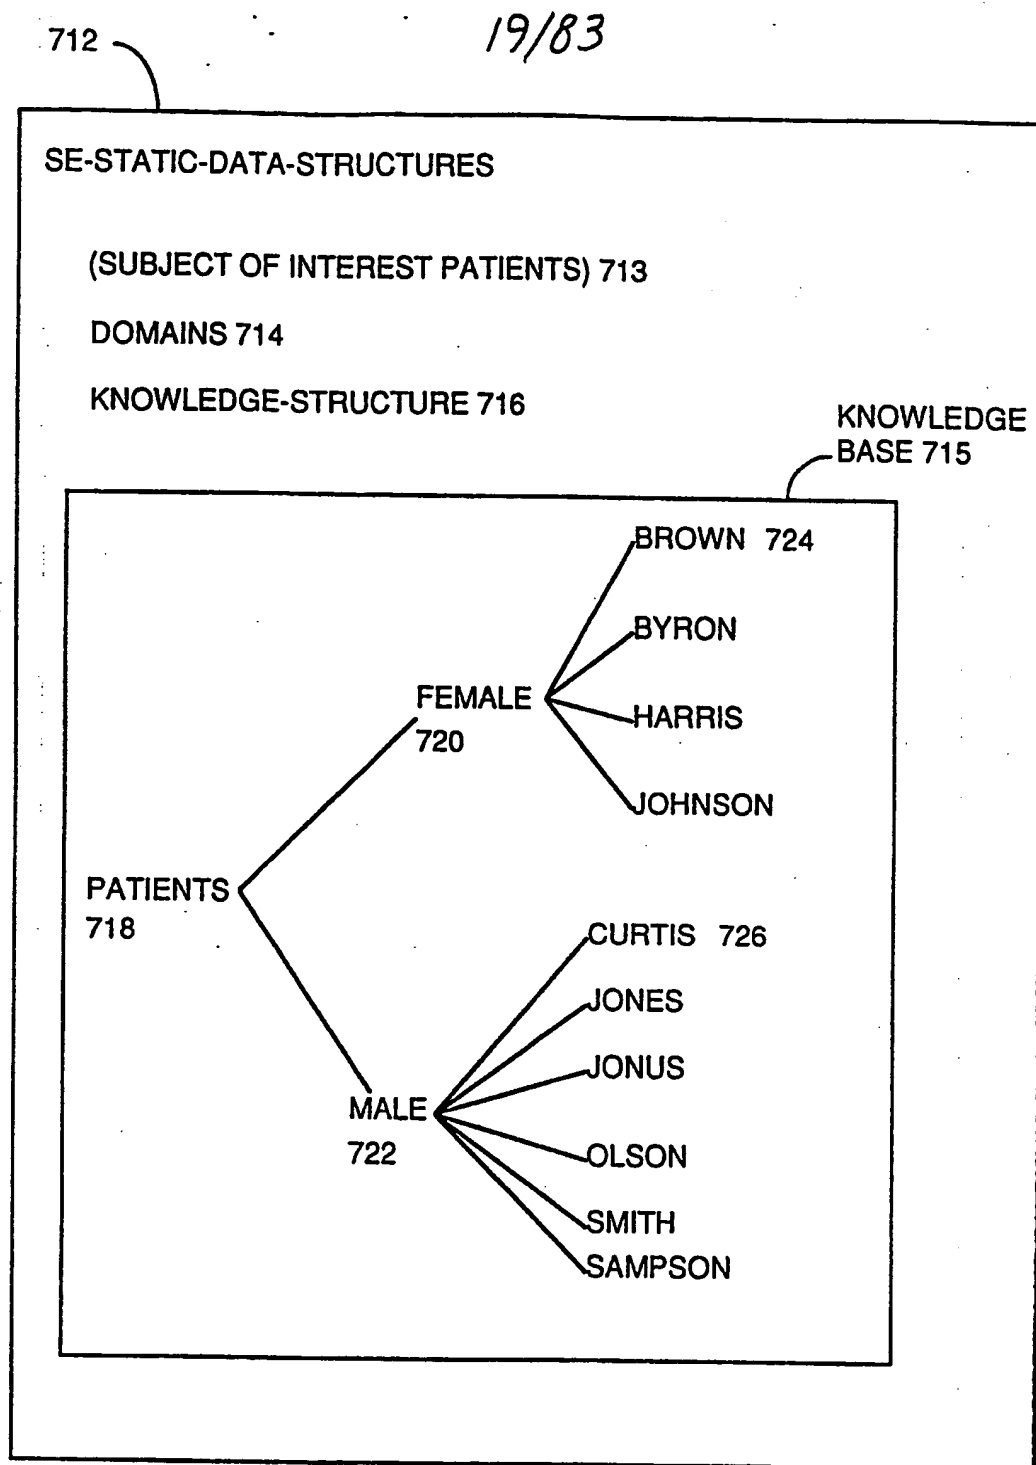 19/83
712
SE-STATIC-DATA-STRUCTURES
(SUBJECT OF INTEREST PATIENTS) 713
DOMAINS 714
KNOWLEDGE-STRUCTURE 716
KNOWLEDGE
BASE 715
BROWN 724
BYRON
FEMALE
720
HARRIS
JOHNSON
PATIENTS
718
CURTIS 726
JONES
JONUS
MALE
722
OLSON
SMITH
SAMPSON